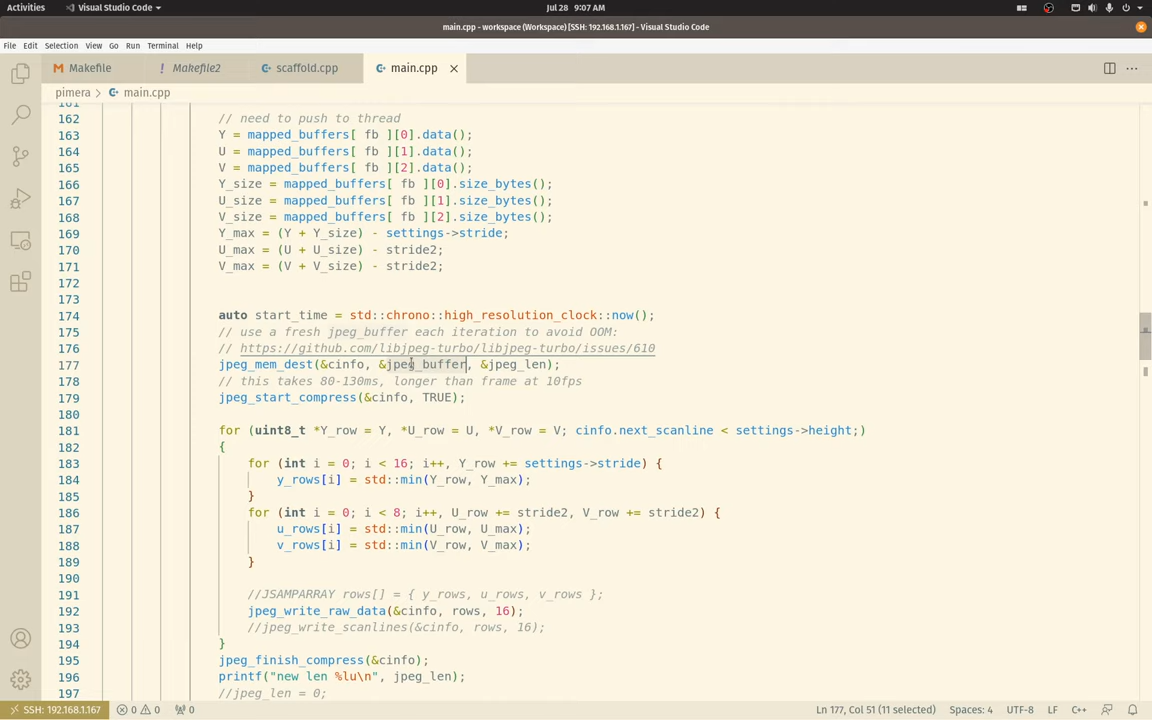 Activities Visual Studio Code Jul 28 9:07 AM
main.cpp - workspace (Workspace) [SSH: 192.168.1.167] - Visual Studio Code
File Edit Selection View Go Run Terminal Help
Makefile Makefile2 scaffold.cpp main.cpp
pimera > main.cpp
161
162 // need to push to thread
163 Y = mapped_buffers[ fb ][0].data();
164 U = mapped_buffers[ fb ][1].data();
165 V = mapped_buffers[ fb ][2].data();
166 Y_size = mapped_buffers[ fb ][0].size_bytes();
167 U_size = mapped_buffers[ fb ][1].size_bytes();
168 V_size = mapped_buffers[ fb ][2].size_bytes();
169 Y_max = (Y + Y_size) - settings->stride;
170 U_max = (U + U_size) - stride2;
171 V_max = (V + V_size) - stride2;
172
173
174 auto start_time = std::chrono::high_resolution_clock::now();
175 // use a fresh jpeg_buffer each iteration to avoid OOM:
176 // https://github.com/libjpeg-turbo/libjpeg-turbo/issues/610
177 jpeg_mem_dest(&cinfo, &jpeg_buffer, &jpeg_len);
178 // this takes 80-130ms, longer than frame at 10fps
179 jpeg_start_compress(&cinfo, TRUE);
180
181 for (uint8_t *Y_row = Y, *U_row = U, *V_row = V; cinfo.next_scanline < settings->height;)
182 {
183 for (int i = 0; i < 16; i++, Y_row += settings->stride) {
184 y_rows[i] = std::min(Y_row, Y_max);
185 }
186 for (int i = 0; i < 8; i++, U_row += stride2, V_row += stride2) {
187 u_rows[i] = std::min(U_row, U_max);
188 v_rows[i] = std::min(V_row, V_max);
189 }
190
191 //JSAMPARRAY rows[] = { y_rows, u_rows, v_rows };
192 jpeg_write_raw_data(&cinfo, rows, 16);
193 //jpeg_write_scanlines(&cinfo, rows, 16);
194 }
195 jpeg_finish_compress(&cinfo);
196 printf("new len %lu\n", jpeg_len);
197 //jpeg_len = 0;
SSH: 192.168.1.167 0 0 0 Ln 177, Col 51 (11 selected) Spaces: 4 UTF-8 LF C++